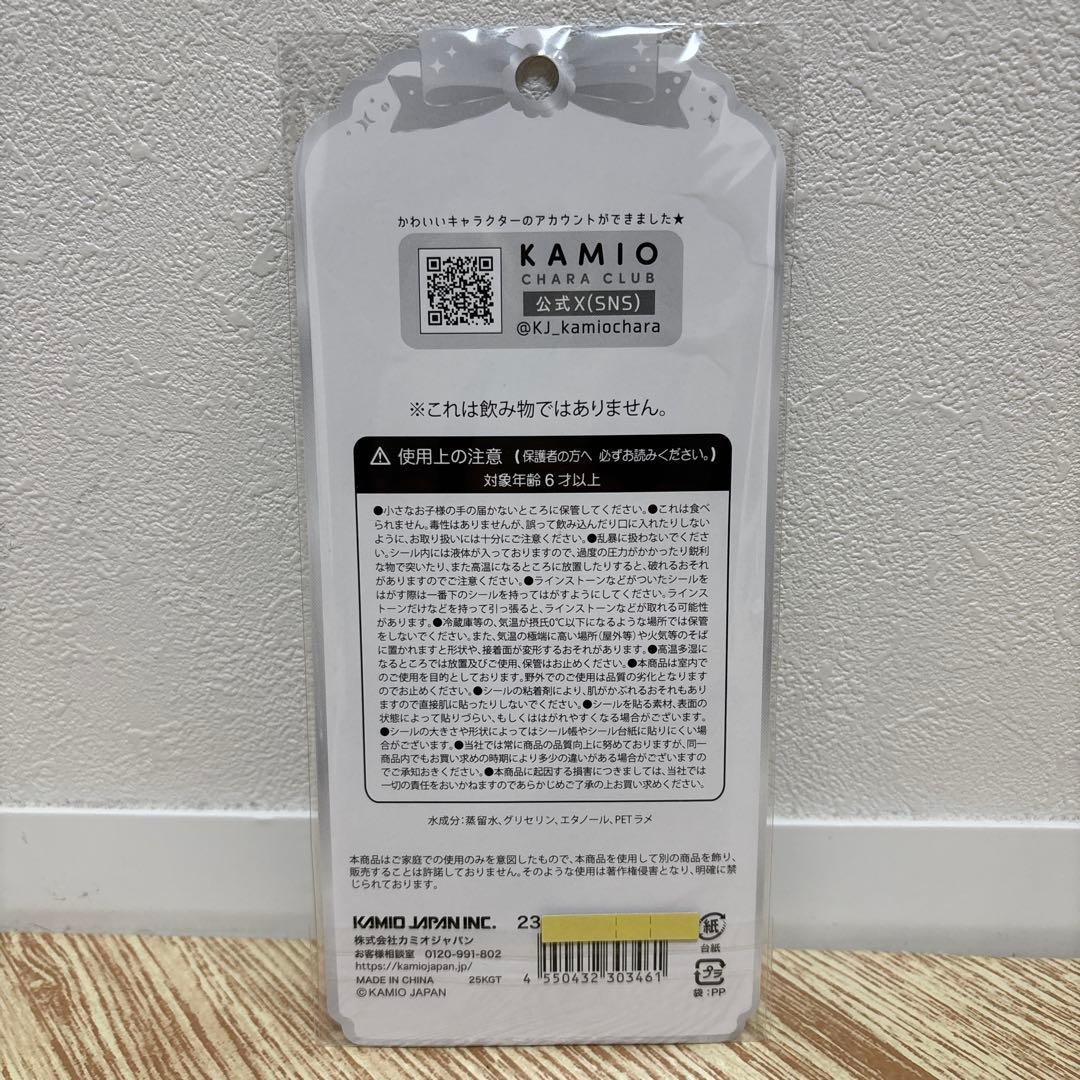 かわいいキャラクターのアカウントができました★
KAMIO
CHARA CLUB
公式X(SNS)
@KJ_kamiochara
※これは飲み物ではありません。
⚠ 使用上の注意 (保護者の方へ 必ずお読みください。)
対象年齢6才以上
●小さなお子様の手の届かないところに保管してください。●これは食べ
られません。毒性はありませんが、誤って飲み込んだり口に入れたりしない
ように、お取り扱いには十分にご注意ください。●乱暴に扱わないでくださ
い。シール内には液体が入っておりますので、過度の圧力がかかったり鋭利
な物で突いたり、また高温になるところに放置したりすると、破れるおそれ
がありますのでご注意ください。●ラインストーンなどがついたシールを
はがす際は一番下のシールを持ってはがすようにしてください。ラインス
トーンだけなどを持って引っ張ると、ラインストーンなどが取れる可能性
があります。●冷蔵庫等の、気温が摂氏0℃以下になるような場所では保管
をしないでください。また、気温の極端に高い場所(屋外等)や火気等のそば
に置かれますと形状や、接着面が変形するおそれがあります。●高温多湿に
なるところでは放置及びご使用、保管はお止めください。●本商品は室内で
のご使用を目的としております。野外でのご使用は品質の劣化となります
のでお止めください。●シールの粘着剤により、肌がかぶれるおそれもあり
ますので直接肌に貼ったりしないでください。●シールを貼る素材、表面の
状態によって貼りづらい、もしくははがれやすくなる場合がございます。
●シールの大きさや形状によってはシール帳やシール台紙に貼りにくい場
合がございます。●当社では常に商品の品質向上に努めておりますが、同一
商品内でもお買い求めの時期により多少の違いがある場合がございますの
でご承知おきください。●本商品に起因する損害につきましては、当社では
一切の責任をおいかねますのであらかじめご了承の上お買い求めください。
水成分:蒸留水、グリセリン、エタノール、PETラメ
本商品はご家庭での使用のみを意図したもので、本商品を使用して別の商品を飾り、
販売することは許諾しておりません。そのような使用は著作権侵害となり、明確に禁
じられております。
KAMIO JAPAN INC.
株式会社カミオジャパン
お客様相談室 0120-991-802
https://kamiojapan.jp/
MADE IN CHINA 25KGT
©KAMIO JAPAN
23
4 550432 303461
紙
台紙
プラ
袋:PP